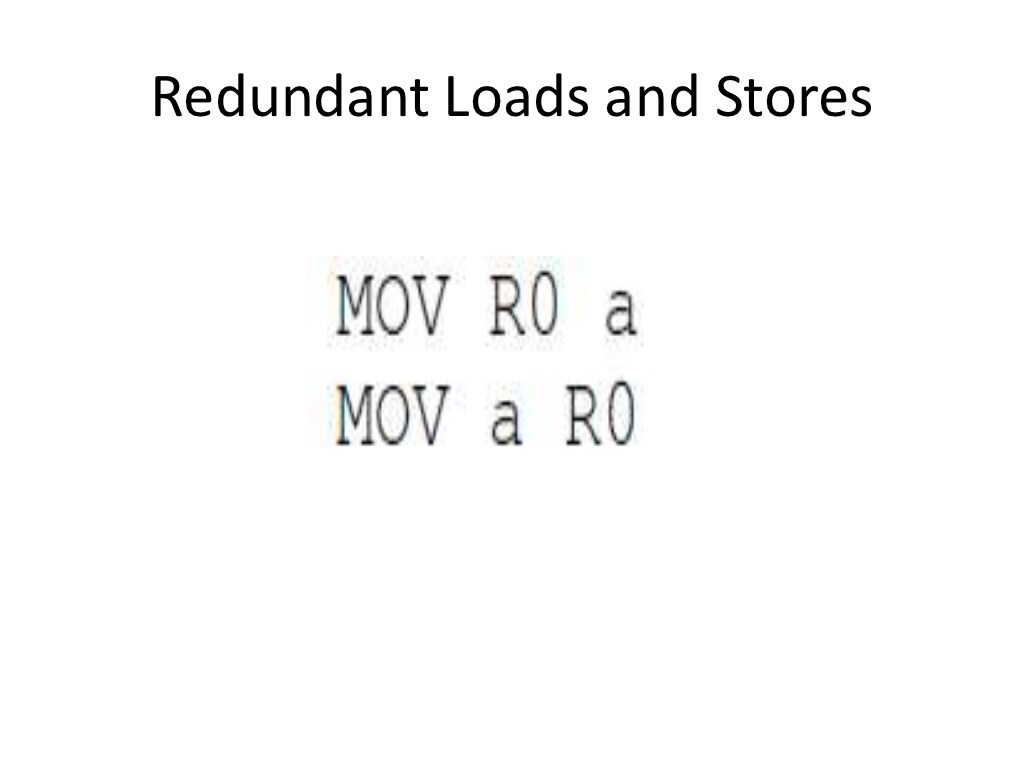 Redundant Loads and Stores
MOV R0 a
MOV a R0